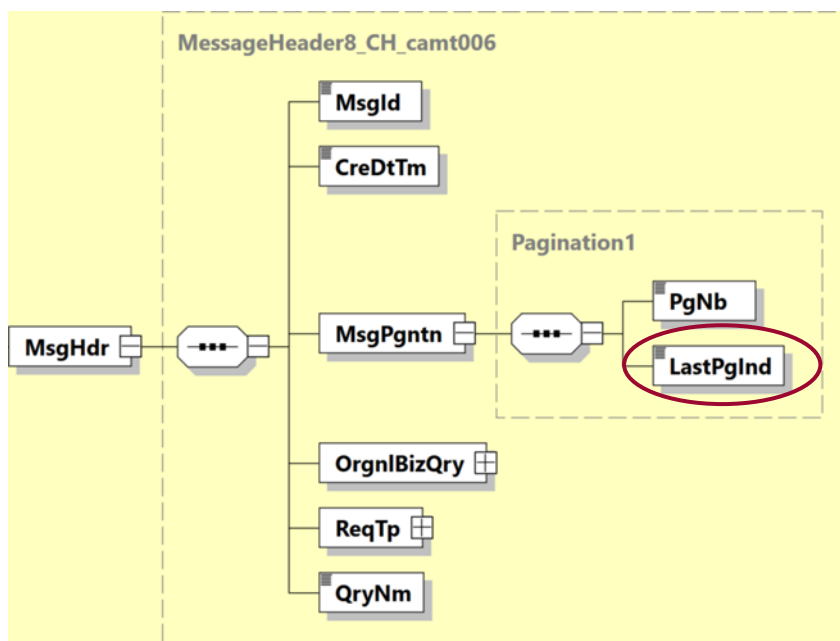 MessageHeader8_CH_camt006
MsgId
CreDtTm
Pagination1
PgNb
MsgHdr
MsgPgntn
LastPgInd
OrgnlBizQry
ReqTp
QryNm